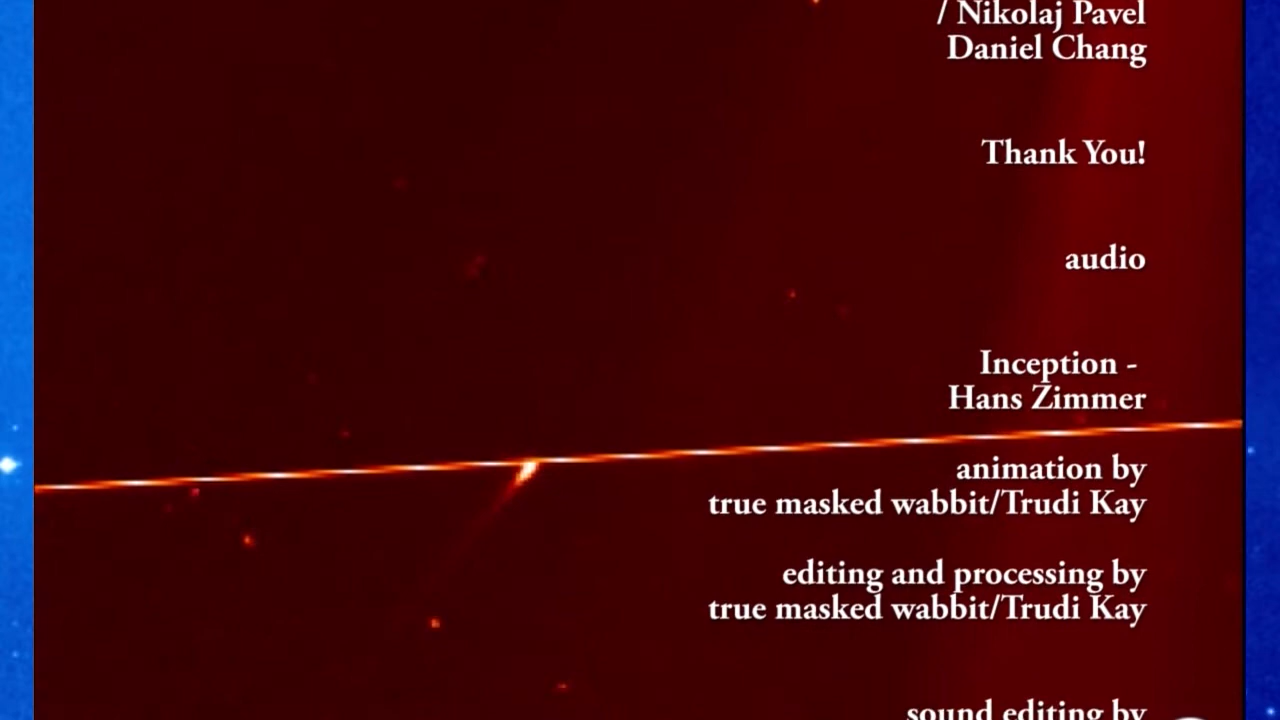 / Nikolaj Pavel
Daniel Chang
Thank You!
audio
Inception -
Hans Zimmer
animation by
true masked wabbit/Trudi Kay
editing and processing by
true masked wabbit/Trudi Kay
sound editing by